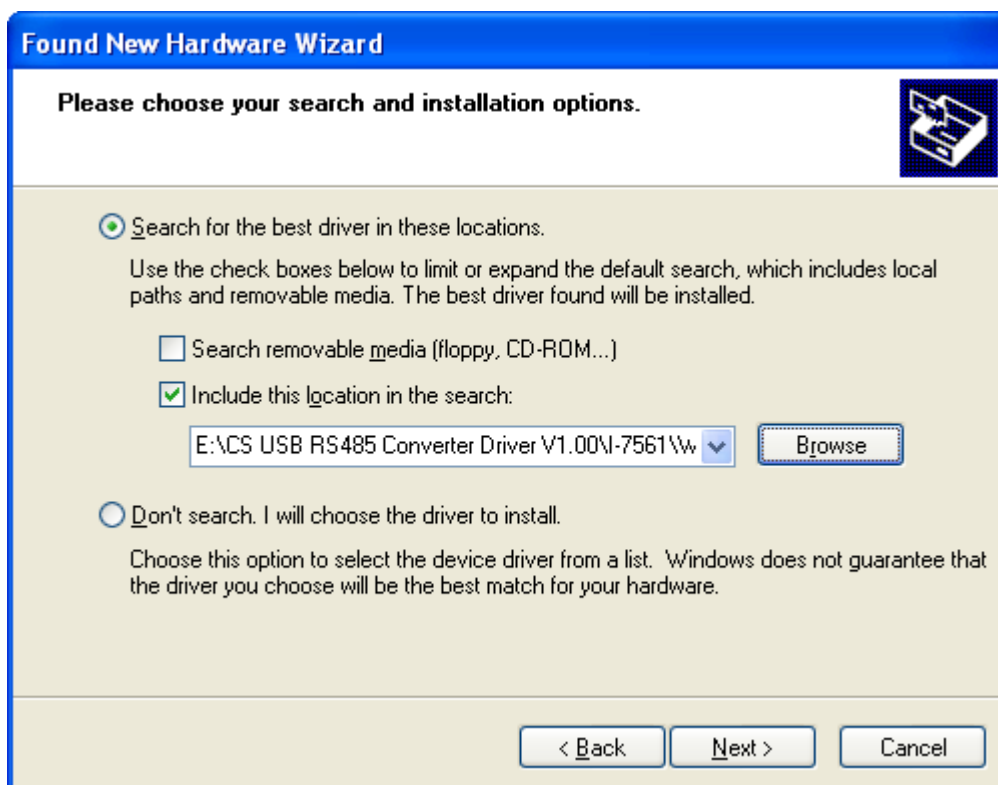 Found New Hardware Wizard
Please choose your search and installation options.
Search for the best driver in these locations.
Use the check boxes below to limit or expand the default search, which includes local
paths and removable media. The best driver found will be installed.
Search removable media (floppy, CD-ROM...)
Include this location in the search:
E:\CS USB RS485 Converter Driver V1.00\I-7561\W
Browse
Don't search. I will choose the driver to install.
Choose this option to select the device driver from a list. Windows does not guarantee that
the driver you choose will be the best match for your hardware.
< Back Next > Cancel